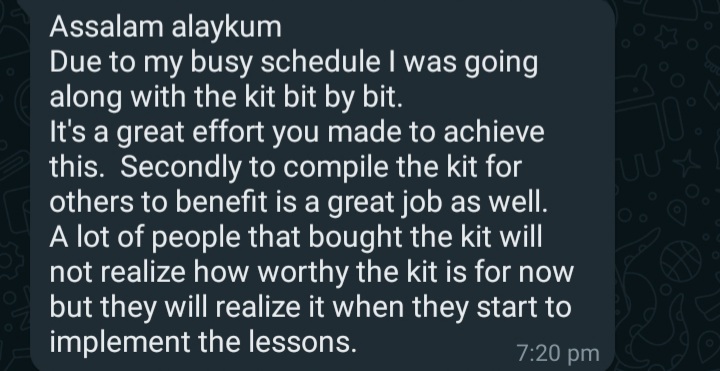 Assalam alaykum
Due to my busy schedule I was going
along with the kit bit by bit.
It's a great effort you made to achieve
this.  Secondly to compile the kit for
others to benefit is a great job as well.
A lot of people that bought the kit will
not realize how worthy the kit is for now
but they will realize it when they start to
implement the lessons.
7:20 pm